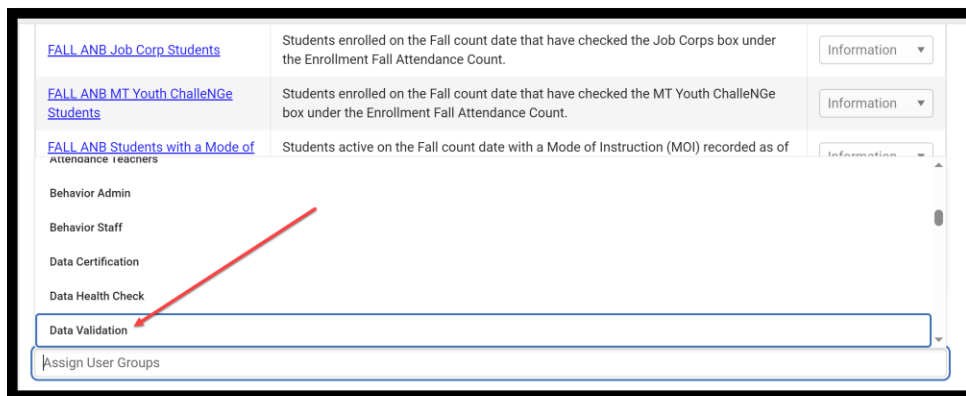 FALL ANB Job Corp Students
Students enrolled on the Fall count date that have checked the Job Corps box under
the Enrollment Fall Attendance Count.
Information
FALL ANB MT Youth ChalleNGe
Students
Students enrolled on the Fall count date that have checked the MT Youth ChalleNGe
box under the Enrollment Fall Attendance Count.
Information
FALL ANB Students with a Mode of
Students active on the Fall count date with a Mode of Instruction (MOI) recorded as of
Information
Attendance Teachers
Behavior Admin
Behavior Staff
Data Certification
Data Health Check
Data Validation
Assign User Groups